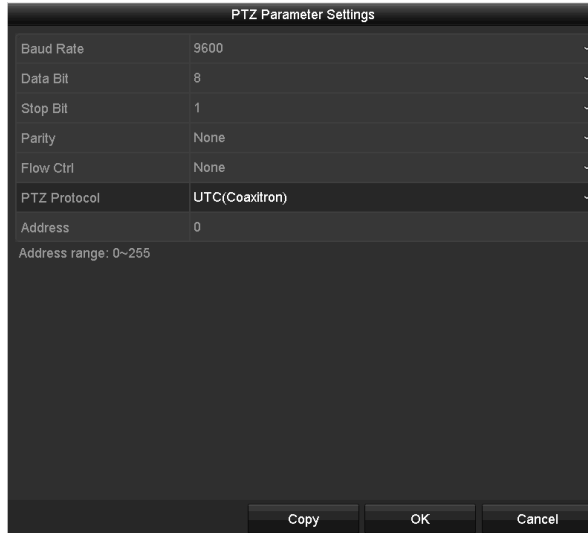 PTZ Parameter Settings
Baud Rate 9600
Data Bit 8
Stop Bit 1
Parity None
Flow Ctrl None
PTZ Protocol UTC(Coaxitron)
Address 0
Address range: 0~255
Copy OK Cancel